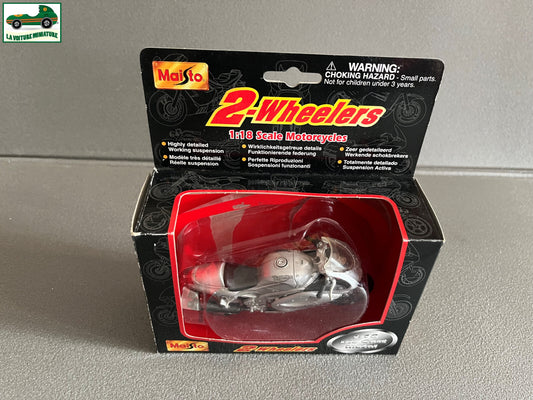 LA VOITURE MINIATURE
Maisto
⚠ WARNING:
CHOKING HAZARD - Small parts.
Not for children under 3 years.
2-Wheelers
1:18 Scale Motorcycles
• Highly detailed
Working suspension
• Modèle très détaillé
Réelle suspension
• Wirklichkeitsgetreue details
Funktionierende federung
• Perfette Riproduzioni
Sospensioni funzionanti
• Zeer gedetailleerd
Werkende schokbrekers
• Totalmente detallado
Suspension Activa
Maisto
2-Wheelers